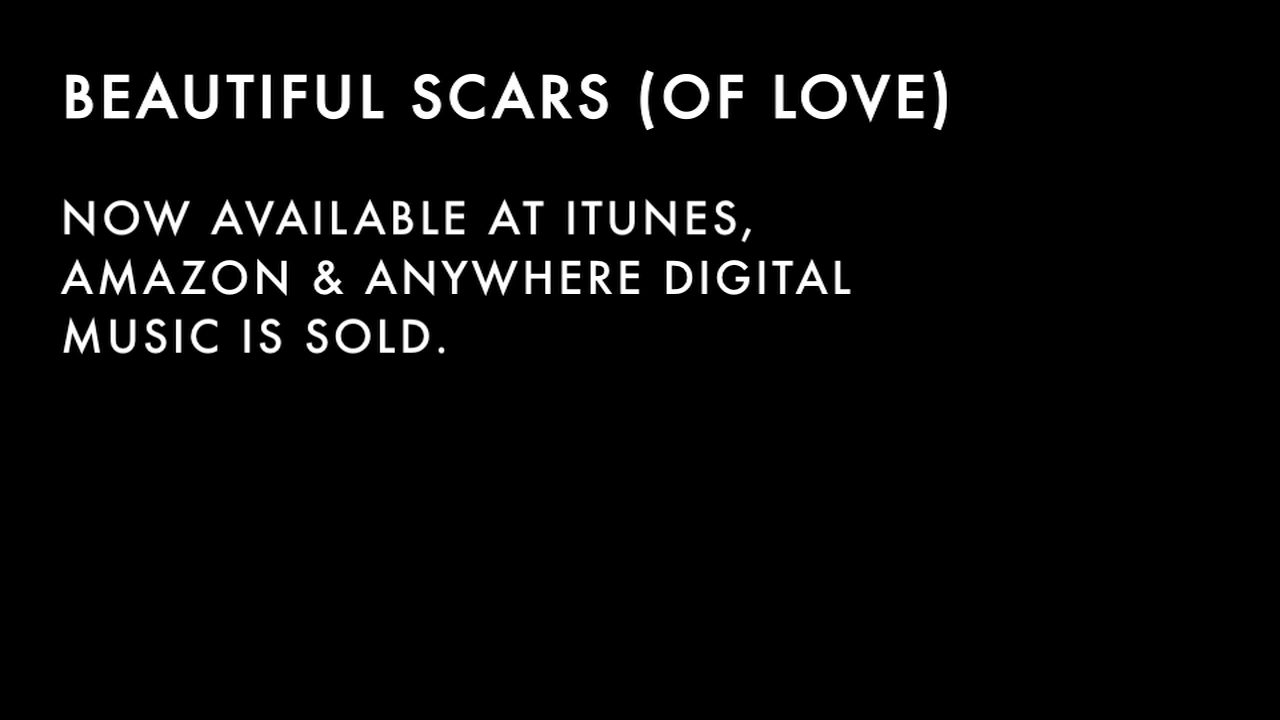 BEAUTIFUL SCARS (OF LOVE)
NOW AVAILABLE AT ITUNES,
AMAZON & ANYWHERE DIGITAL
MUSIC IS SOLD.